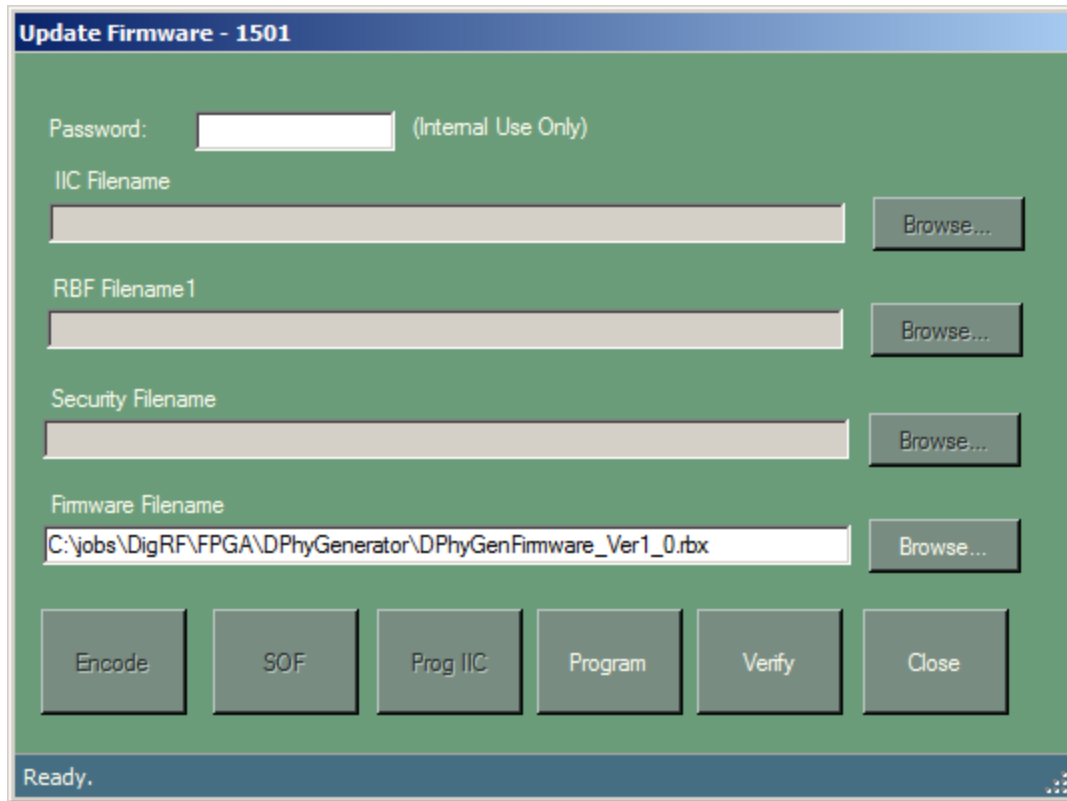 Update Firmware - 1501
Password: (Internal Use Only)
IIC Filename
Browse...
RBF Filename1
Browse...
Security Filename
Browse...
Firmware Filename
C:\jobs\DigRF\FPGA\DPhyGenerator\DPhyGenFirmware_Ver1_0.rbx Browse...
Encode SOF Prog IIC Program Verify Close
Ready.